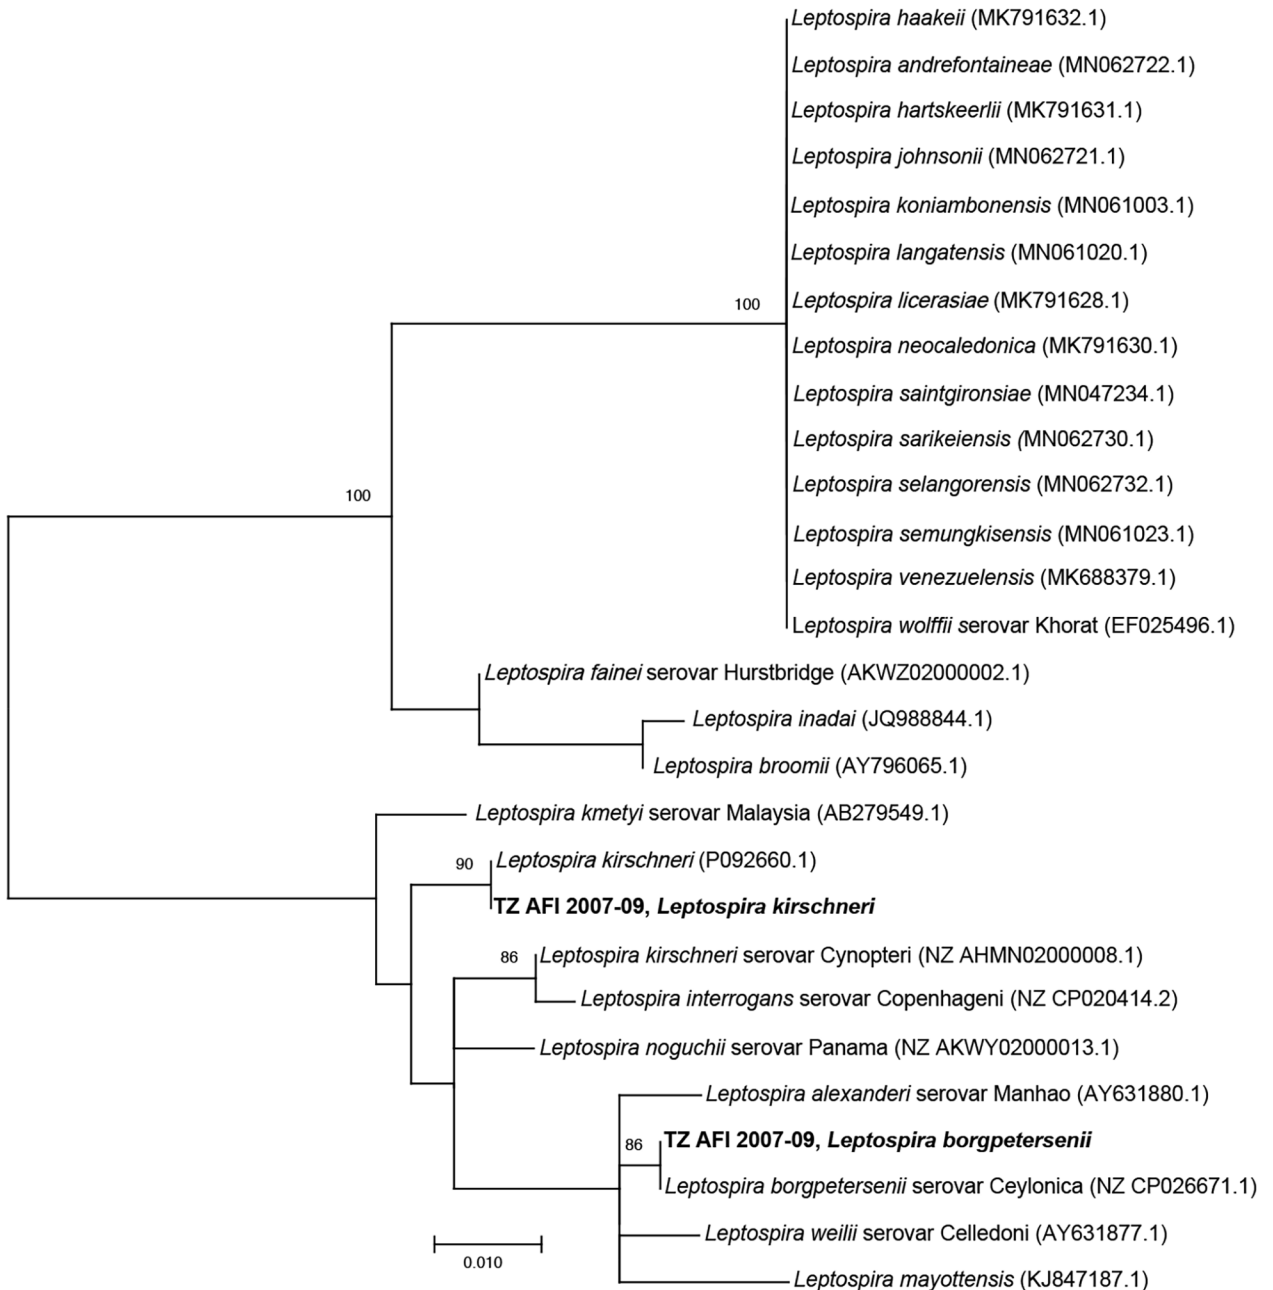 Leptospira haakeii (MK791632.1)
Leptospira andrefontaineae (MN062722.1)
Leptospira hartskeerlii (MK791631.1)
Leptospira johnsonii (MN062721.1)
Leptospira koniambonensis (MN061003.1)
Leptospira langatensis (MN061020.1)
100
Leptospira licerasiae (MK791628.1)
Leptospira neocaledonica (MK791630.1)
Leptospira saintgironsiae (MN047234.1)
Leptospira sarikeiensis (MN062730.1)
Leptospira selangorensis (MN062732.1)
100
Leptospira semungkisensis (MN061023.1)
Leptospira venezuelensis (MK688379.1)
Leptospira wolffii serovar Khorat (EF025496.1)
Leptospira fainei serovar Hurstbridge (AKWZ02000002.1)
Leptospira inadai (JQ988844.1)
Leptospira broomii (AY796065.1)
Leptospira kmetyi serovar Malaysia (AB279549.1)
90
Leptospira kirschneri (P092660.1)
TZ AFI 2007-09, Leptospira kirschneri
86
Leptospira kirschneri serovar Cynopteri (NZ AHMN02000008.1)
Leptospira interrogans serovar Copenhageni (NZ CP020414.2)
Leptospira noguchii serovar Panama (NZ AKWY02000013.1)
Leptospira alexanderi serovar Manhao (AY631880.1)
86
TZ AFI 2007-09, Leptospira borgpetersenii
Leptospira borgpetersenii serovar Ceylonica (NZ CP026671.1)
Leptospira weilii serovar Celledoni (AY631877.1)
0.010
Leptospira mayottensis (KJ847187.1)